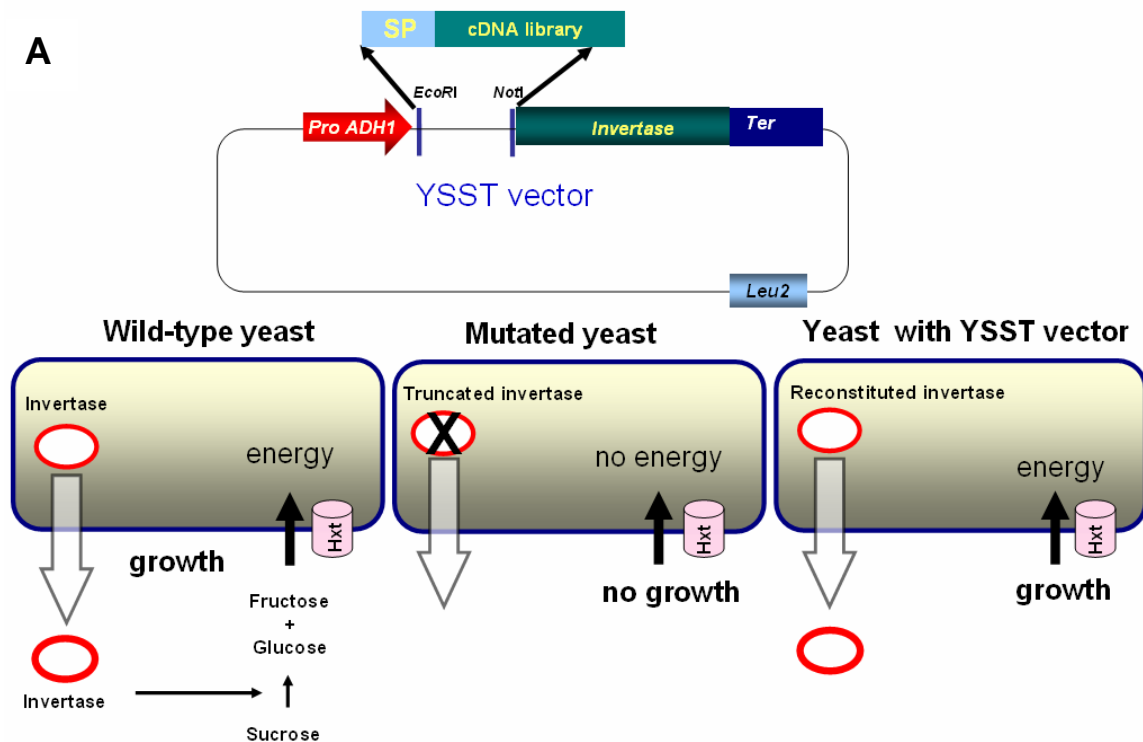 A
SP
cDNA library
EcoRI
NotI
Pro ADH1
Invertase
Ter
YSST vector
Leu2
Wild-type yeast
Invertase
energy
Hxt
growth
Fructose
+
Glucose
Invertase
Sucrose
Mutated yeast
Truncated invertase
X
no energy
Hxt
no growth
Yeast with YSST vector
Reconstituted invertase
energy
Hxt
growth